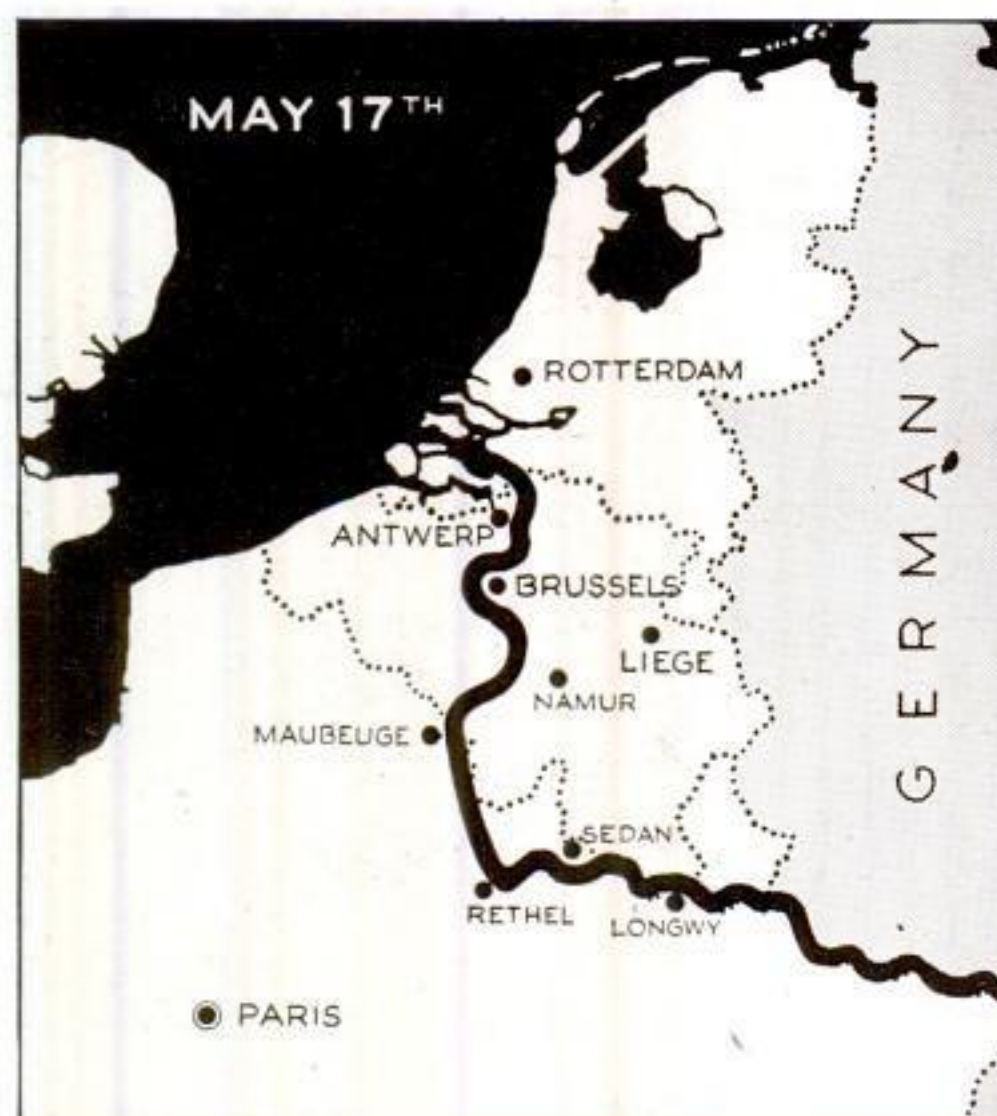 MAY 17TH
ROTTERDAM
ANTWERP
BRUSSELS
LIEGE
NAMUR
MAUBEUGE
SEDAN
RETHEL
LONGWY
PARIS
GERMANY